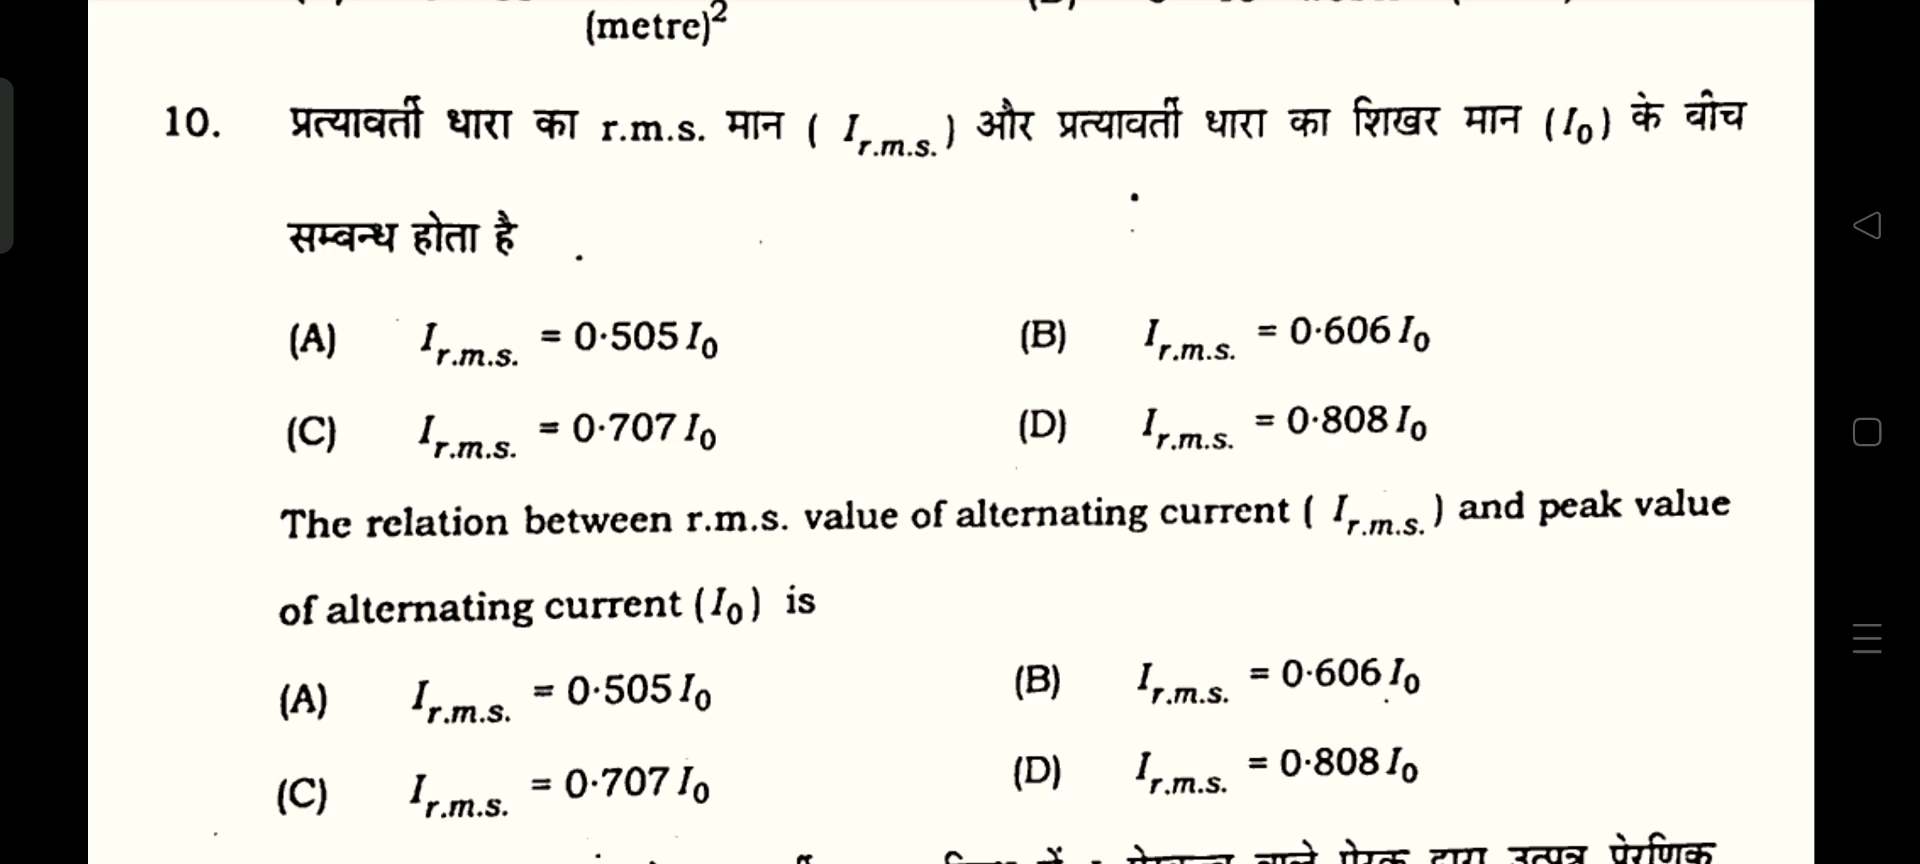 (metre)²
10. प्रत्यावर्ती धारा का r.m.s. मान ( I_r.m.s. ) और प्रत्यावर्ती धारा का शिखर मान (I₀) के बीच
सम्बन्ध होता है
(A) I_r.m.s. = 0·505 I₀ (B) I_r.m.s. = 0·606 I₀
(C) I_r.m.s. = 0·707 I₀ (D) I_r.m.s. = 0·808 I₀
The relation between r.m.s. value of alternating current ( I_r.m.s. ) and peak value
of alternating current (I₀) is
(A) I_r.m.s. = 0·505 I₀ (B) I_r.m.s. = 0·606 I₀
(C) I_r.m.s. = 0·707 I₀ (D) I_r.m.s. = 0·808 I₀